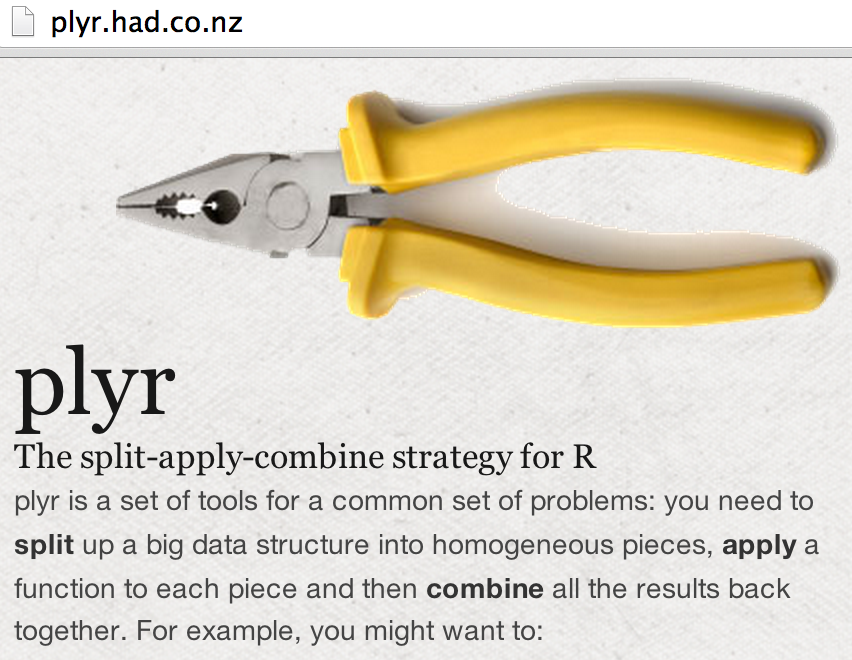 plyr.had.co.nz
plyr
The split-apply-combine strategy for R
plyr is a set of tools for a common set of problems: you need to
split up a big data structure into homogeneous pieces, apply a
function to each piece and then combine all the results back
together. For example, you might want to: